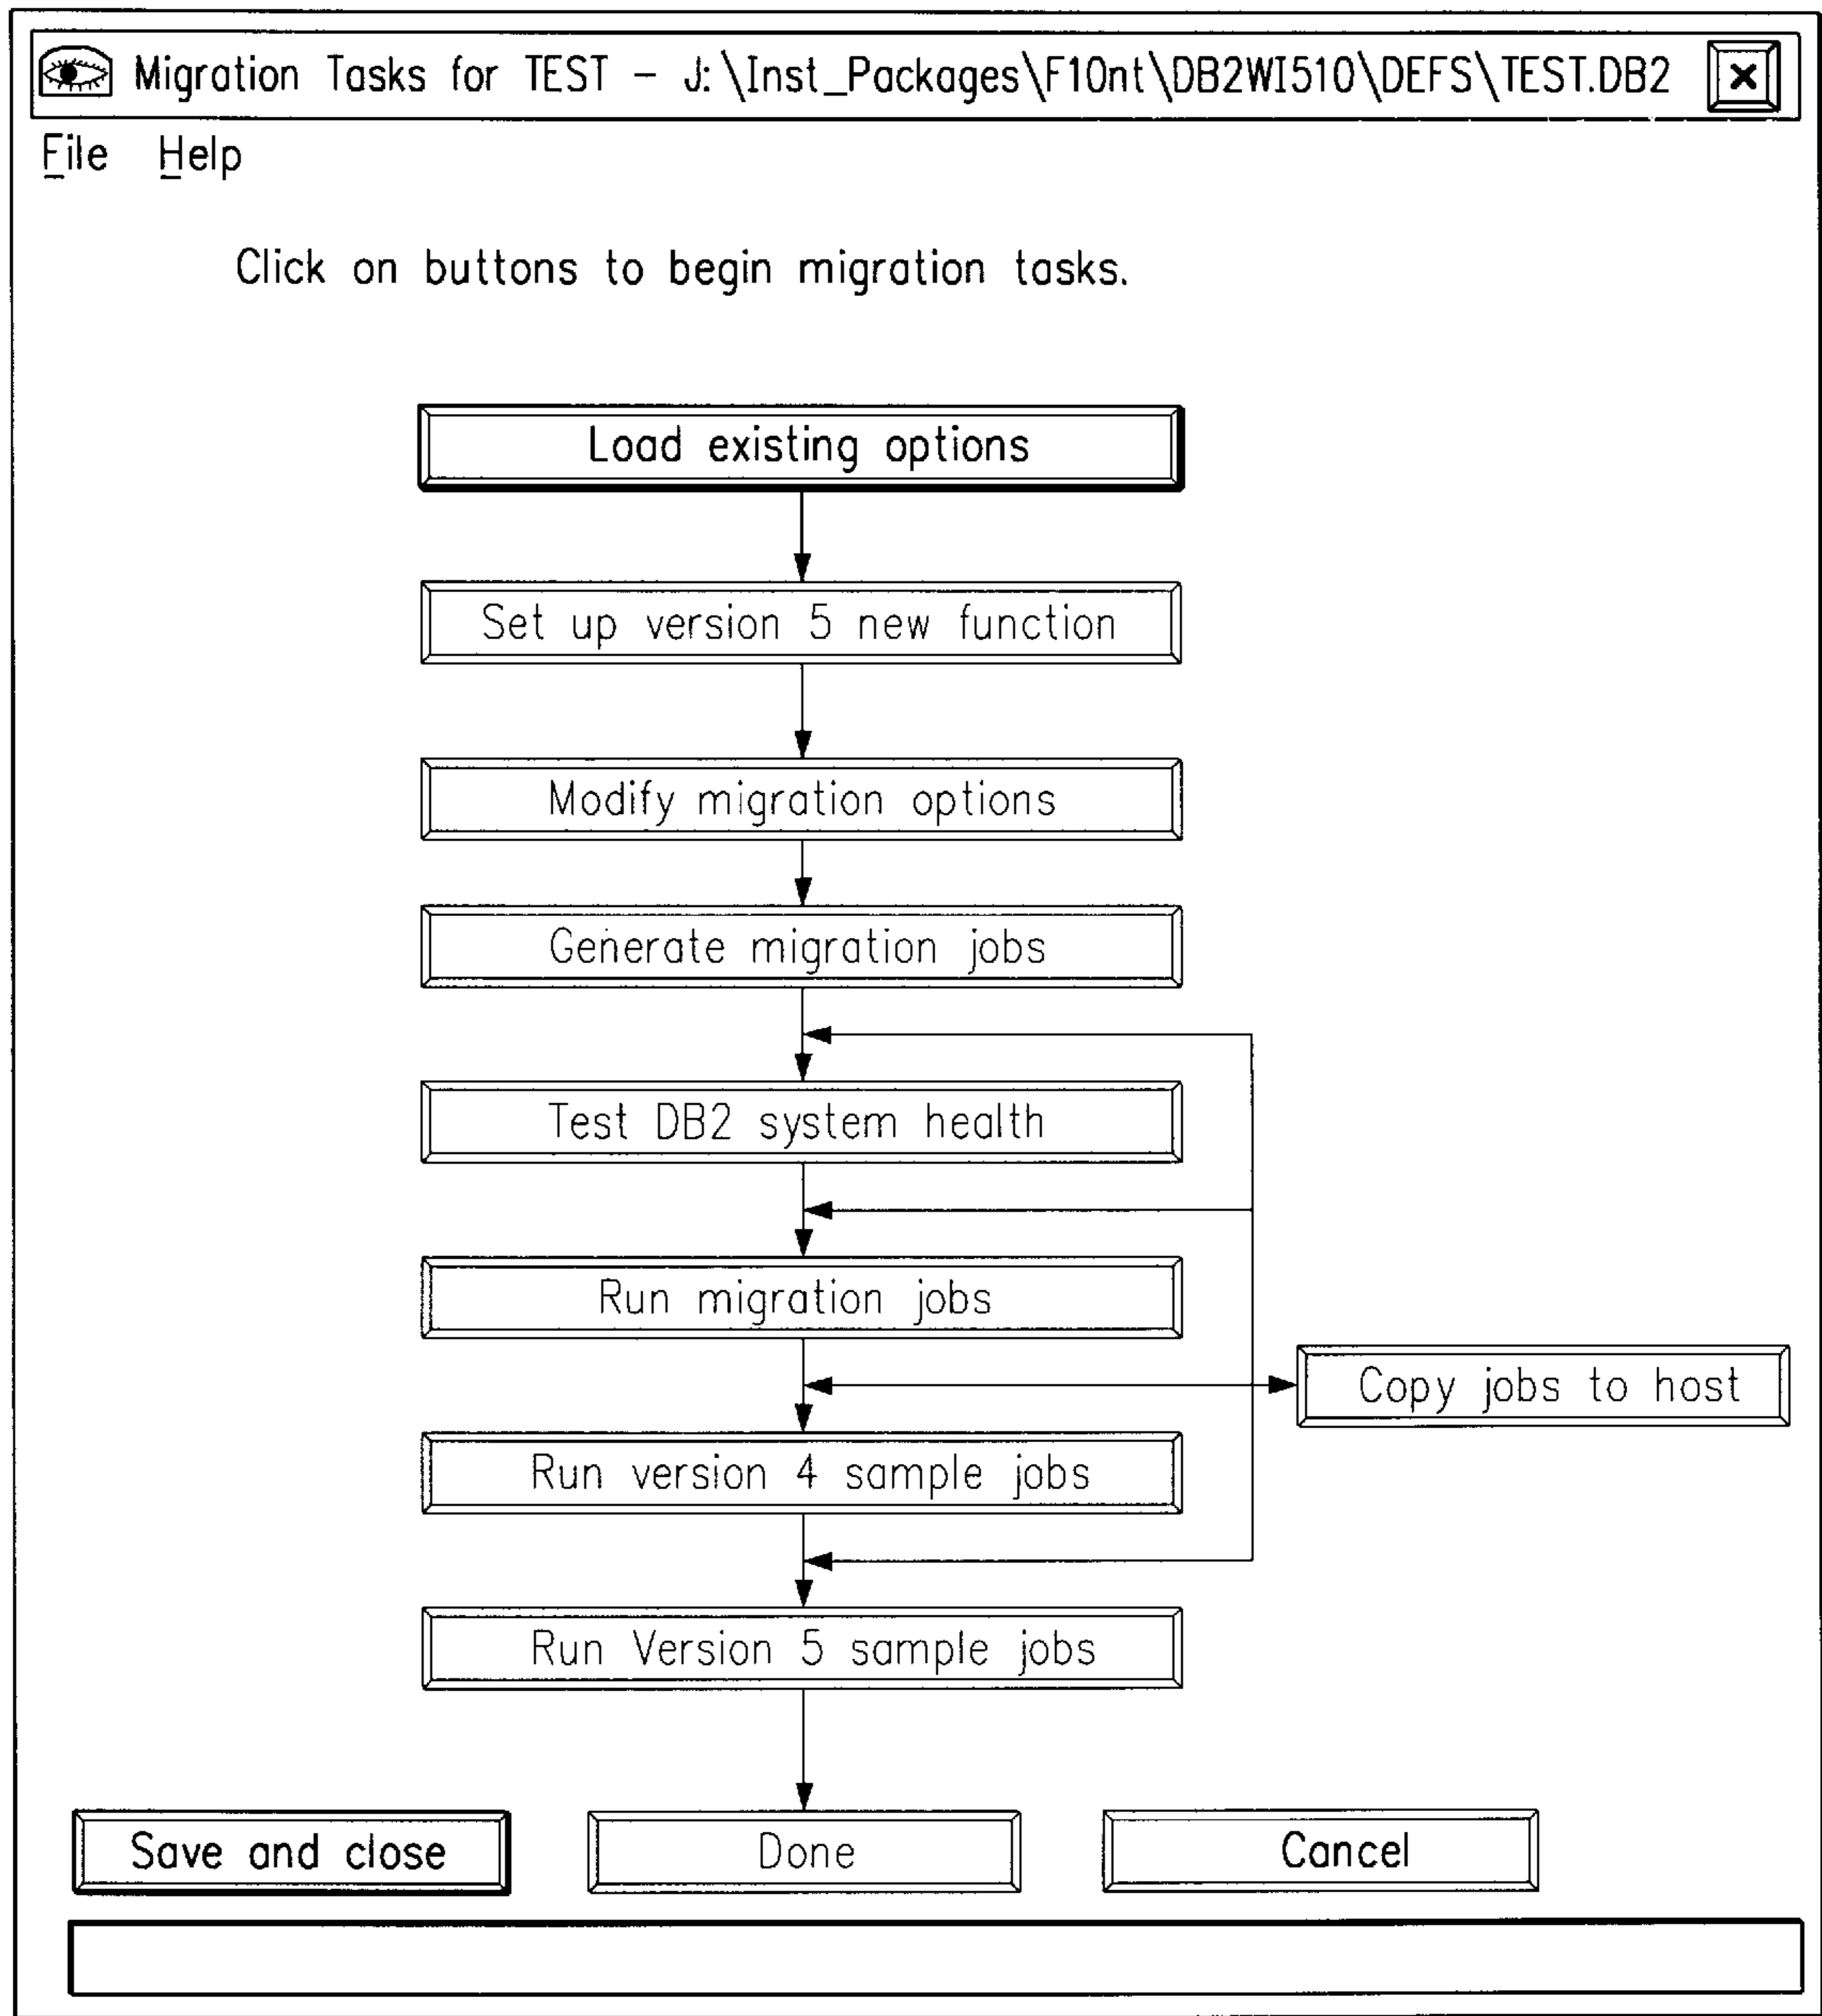 Migration Tasks for TEST – J:\Inst_Packages\F10nt\DB2WI510\DEFS\TEST.DB2
File Help
Click on buttons to begin migration tasks.
Load existing options
Set up version 5 new function
Modify migration options
Generate migration jobs
Test DB2 system health
Run migration jobs
Copy jobs to host
Run version 4 sample jobs
Run Version 5 sample jobs
Save and close
Done
Cancel